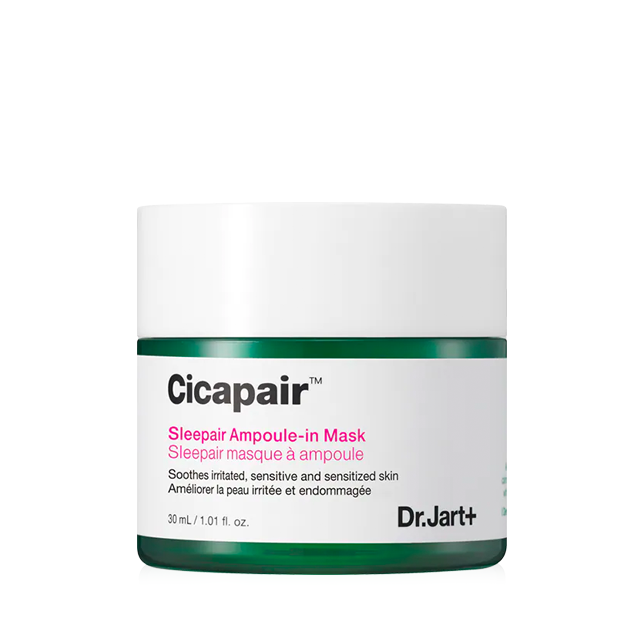 Cicapair™
Sleepair Ampoule-in Mask
Sleepair masque à ampoule
Soothes irritated, sensitive and sensitized skin
Améliorer la peau irritée et endommagée
30 mL / 1.01 fl. oz.
Dr.Jart+